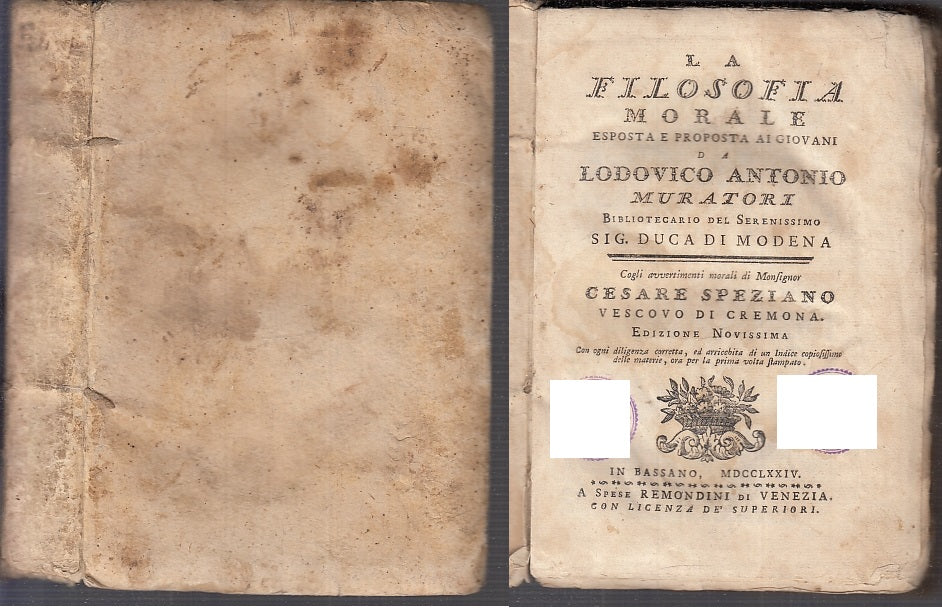 LA
FILOSOFIA
MORALE
ESPOSTA E PROPOSTA AI GIOVANI
DA
LODOVICO ANTONIO
MURATORI
BIBLIOTECARIO DEL SERENISSIMO
SIG. DUCA DI MODENA
Cogli avvertimenti morali di Monſignor
CESARE SPEZIANO
VESCOVO DI CREMONA.
EDIZIONE NOVISSIMA
Con ogni diligenza corretta, ed arricchita di un Indice copioſiſſimo
delle materie, ora per la prima volta ſtampato.
IN BASSANO, MDCCLXXIV.
A SPESE REMONDINI DI VENEZIA.
CON LICENZA DE' SUPERIORI.